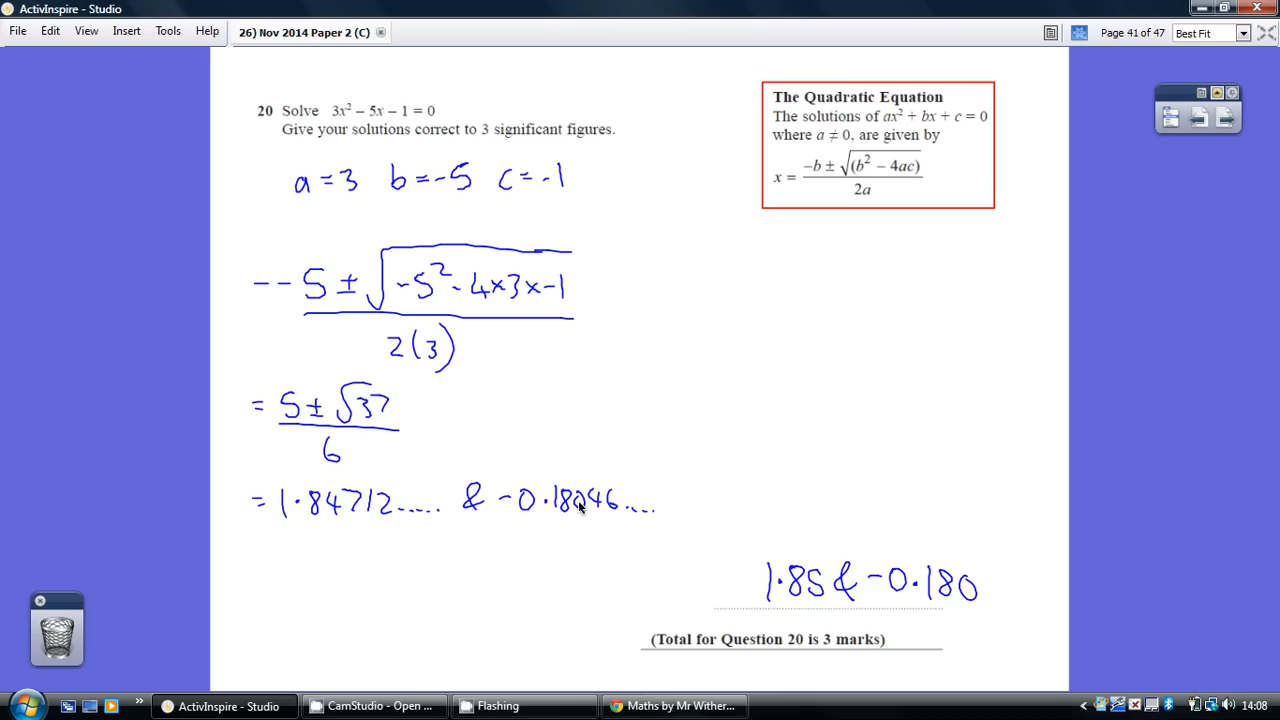 ActivInspire - Studio
File Edit View Insert Tools Help
26) Nov 2014 Paper 2 (C)
Page 41 of 47
Best Fit
20 Solve 3x² – 5x – 1 = 0
Give your solutions correct to 3 significant figures.
The Quadratic Equation
The solutions of ax² + bx + c = 0
where a ≠ 0, are given by
x = (–b ± √(b² – 4ac)) / 2a
a = 3 b = -5 c = -1
--5 ± √-5² - 4×3×-1
2(3)
= 5 ± √37
6
= 1.84712..... & -0.18046....
1.85 & -0.180
(Total for Question 20 is 3 marks)
ActivInspire - Studio
CamStudio - Open ...
Flashing
Maths by Mr Wither...
14:08